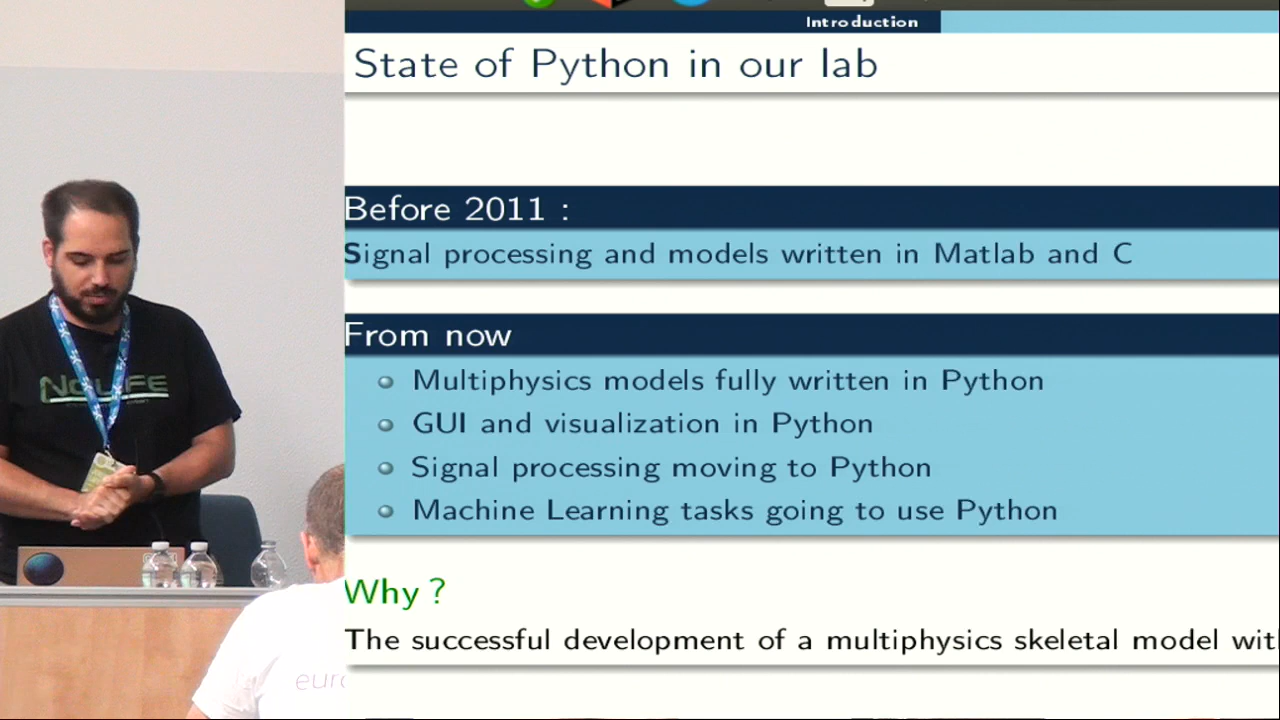 Introduction
State of Python in our lab
Before 2011 :
Signal processing and models written in Matlab and C
From now
Multiphysics models fully written in Python
GUI and visualization in Python
Signal processing moving to Python
Machine Learning tasks going to use Python
Why ?
The successful development of a multiphysics skeletal model wit
NOLIFE
euro